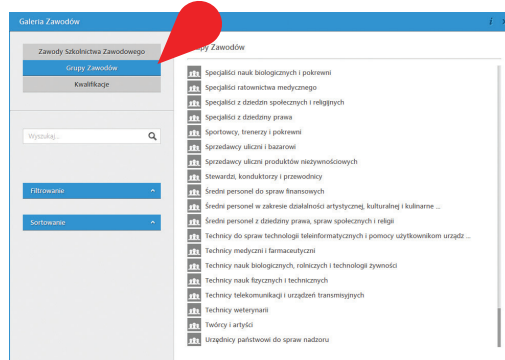 Galeria Zawodów
Zawody Szkolnictwa Zawodowego
Grupy Zawodów
Kwalifikacje
Wyszukaj...
Filtrowanie
Sortowanie
Zawodów
Specjaliści nauk biologicznych i pokrewni
Specjaliści ratownictwa medycznego
Specjaliści z dziedzin społecznych i religijnych
Specjaliści z dziedziny prawa
Sportowcy, trenerzy i pokrewni
Sprzedawcy uliczni i bazarowi
Sprzedawcy uliczni produktów nieżywnościowych
Stewardzi, konduktorzy i przewodnicy
Średni personel do spraw finansowych
Średni personel w zakresie działalności artystycznej, kulturalnej i kulinarne ...
Średni personel z dziedziny prawa, spraw społecznych i religii
Technicy do spraw technologii teleinformatycznych i pomocy użytkownikom urządz ...
Technicy medyczni i farmaceutyczni
Technicy nauk biologicznych, rolniczych i technologii żywności
Technicy nauk fizycznych i technicznych
Technicy telekomunikacji i urządzeń transmisyjnych
Technicy weterynarii
Twórcy i artyści
Urzędnicy państwowi do spraw nadzoru